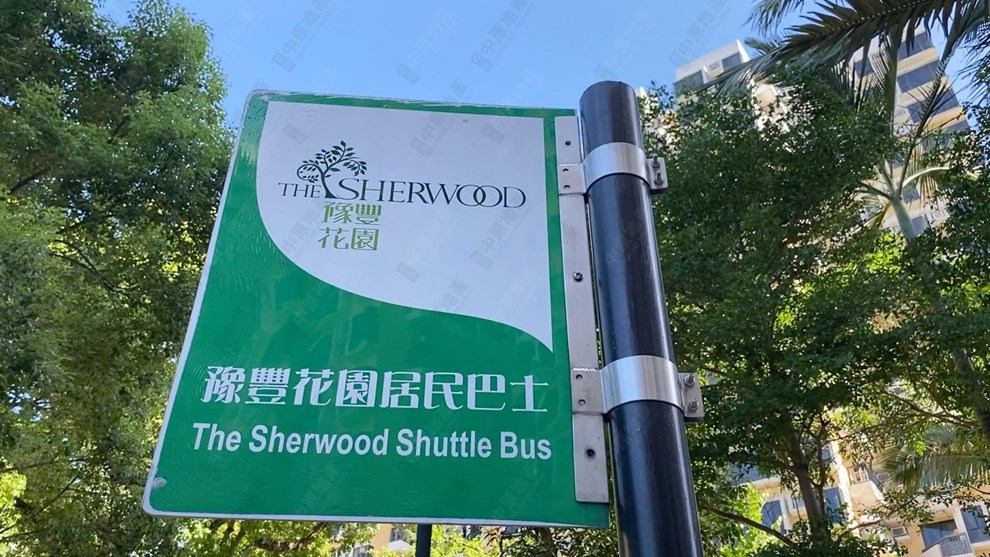 THE SHERWOOD
豫豐
花園
豫豐花園居民巴士
The Sherwood Shuttle Bus